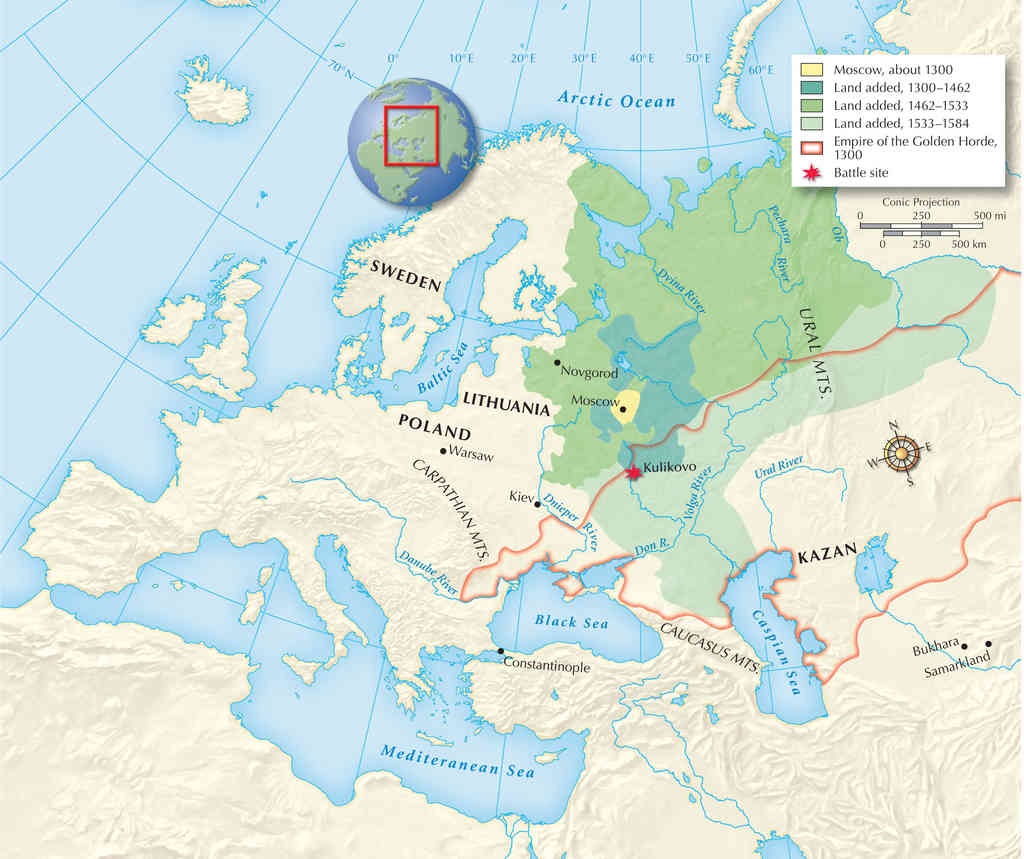 70°N
0°
10°E
20°E
30°E
40°E
50°E
60°E
Arctic Ocean
Moscow, about 1300
Land added, 1300–1462
Land added, 1462–1533
Land added, 1533–1584
Empire of the Golden Horde,
1300
Battle site
Conic Projection
0 250 500 mi
0 250 500 km
Pechora
River
Ob
SWEDEN
Dvina River
URAL MTS.
Baltic Sea
Novgorod
Moscow
LITHUANIA
POLAND
Warsaw
N
W
E
S
CARPATHIAN MTS.
Kulikovo
Volga River
Ural River
Kiev
Dnieper River
Don R.
KAZAN
Danube River
Black Sea
CAUCASUS MTS.
Caspian Sea
Bukhara
Samarkland
Constantinople
Mediteranean Sea